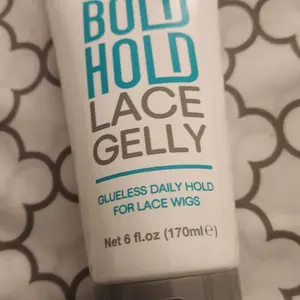 BOLD
HOLD
LACE
GELLY
GLUELESS DAILY HOLD
FOR LACE WIGS
Net 6 fl.oz (170ml℮)